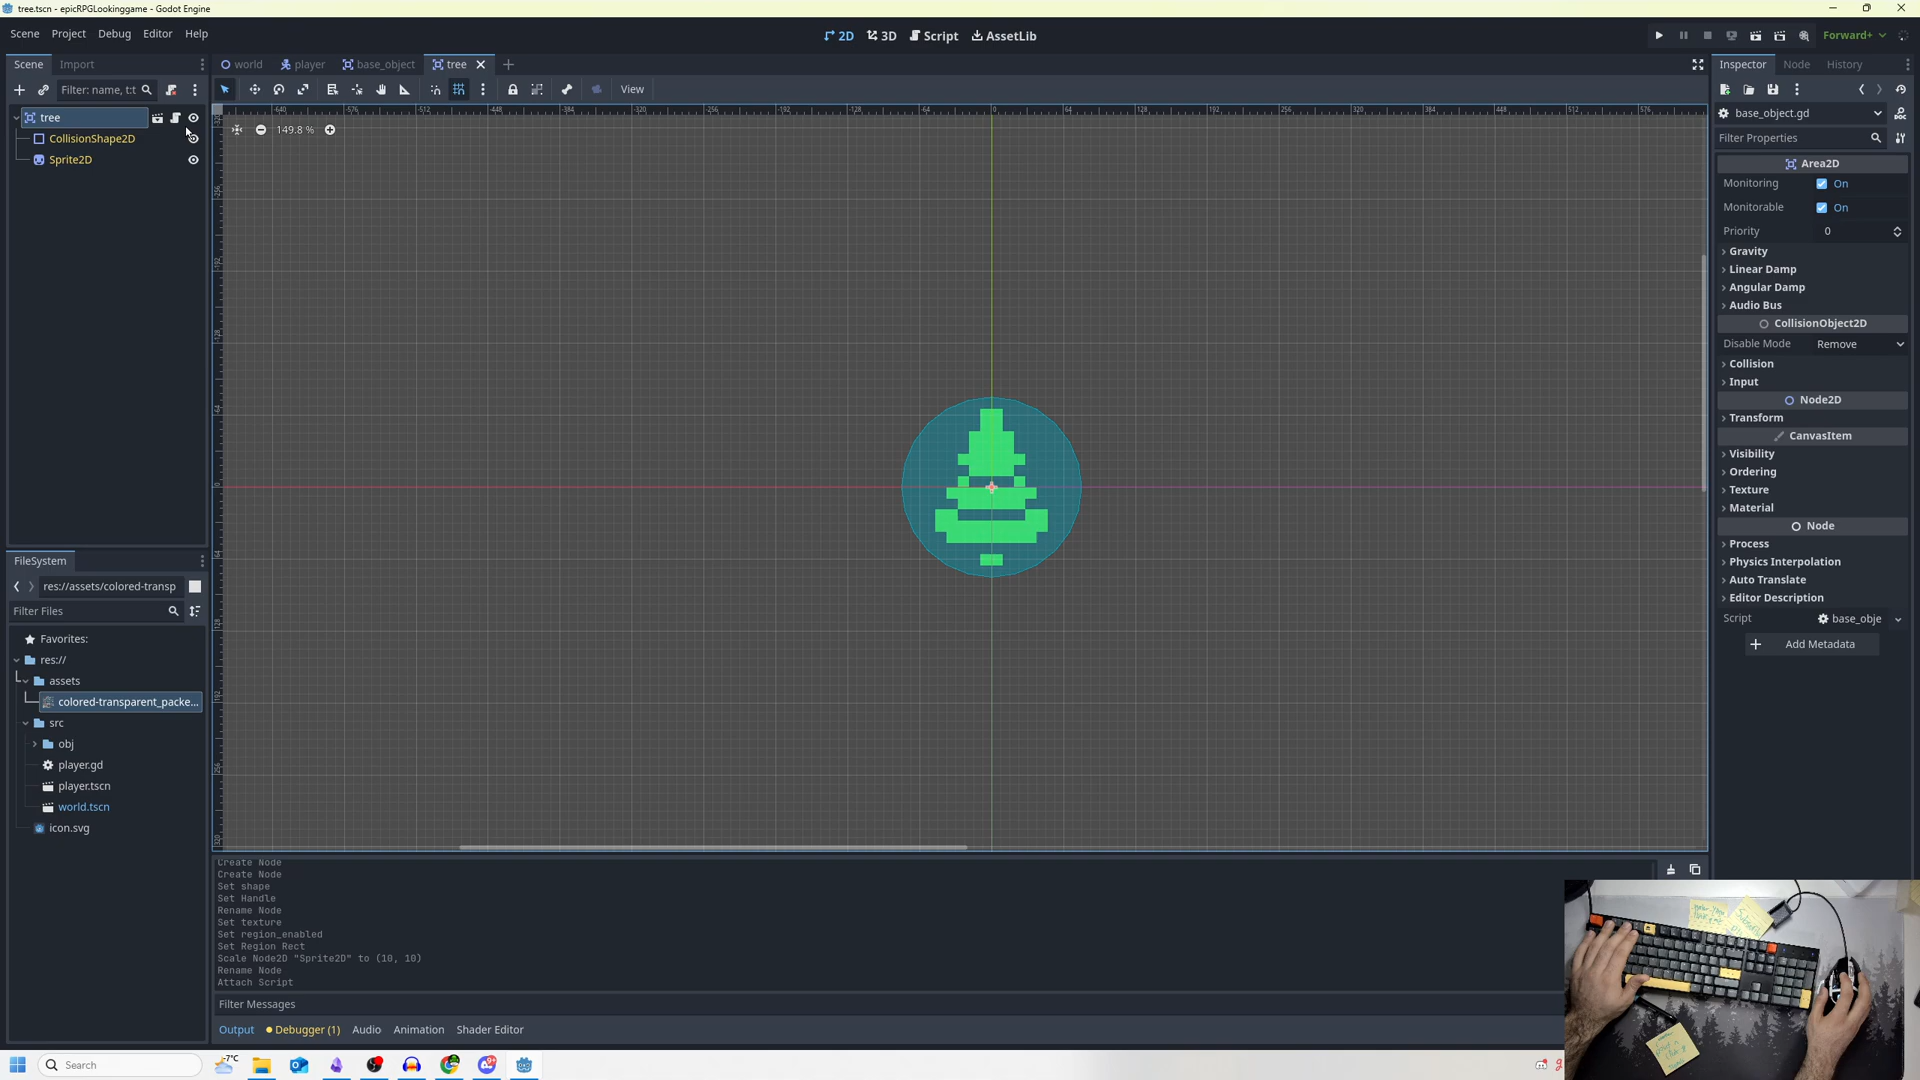 tree.tscn - epicRPGLookinggame - Godot Engine
Scene Project Debug Editor Help
2D 3D Script AssetLib
Forward+
Scene Import
world player base_object tree
Inspector Node History
Filter: name, t:t
View
tree
CollisionShape2D
Sprite2D
149.8 %
base_object.gd
Filter Properties
Area2D
Monitoring On
Monitorable On
Priority 0
Gravity
Linear Damp
Angular Damp
Audio Bus
CollisionObject2D
Disable Mode Remove
Collision
Input
Node2D
Transform
CanvasItem
Visibility
Ordering
Texture
Material
Node
Process
Physics Interpolation
Auto Translate
Editor Description
Script base_obje
Add Metadata
FileSystem
res://assets/colored-transp
Filter Files
Favorites:
res://
assets
colored-transparent_packe...
src
obj
player.gd
player.tscn
world.tscn
icon.svg
Create Node
Create Node
Set shape
Set Handle
Rename Node
Set texture
Set region_enabled
Set Region Rect
Scale Node2D "Sprite2D" to (10, 10)
Rename Node
Attach Script
Filter Messages
Output Debugger (1) Audio Animation Shader Editor
Search
-7°C